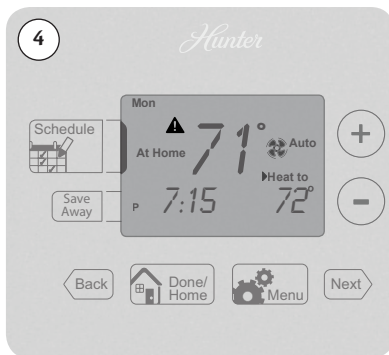 4
Hunter
Mon
71°
Auto
At Home
Heat to
P 7:15 72°
Schedule
Save
Away
+
-
Back
Done/
Home
Menu
Next